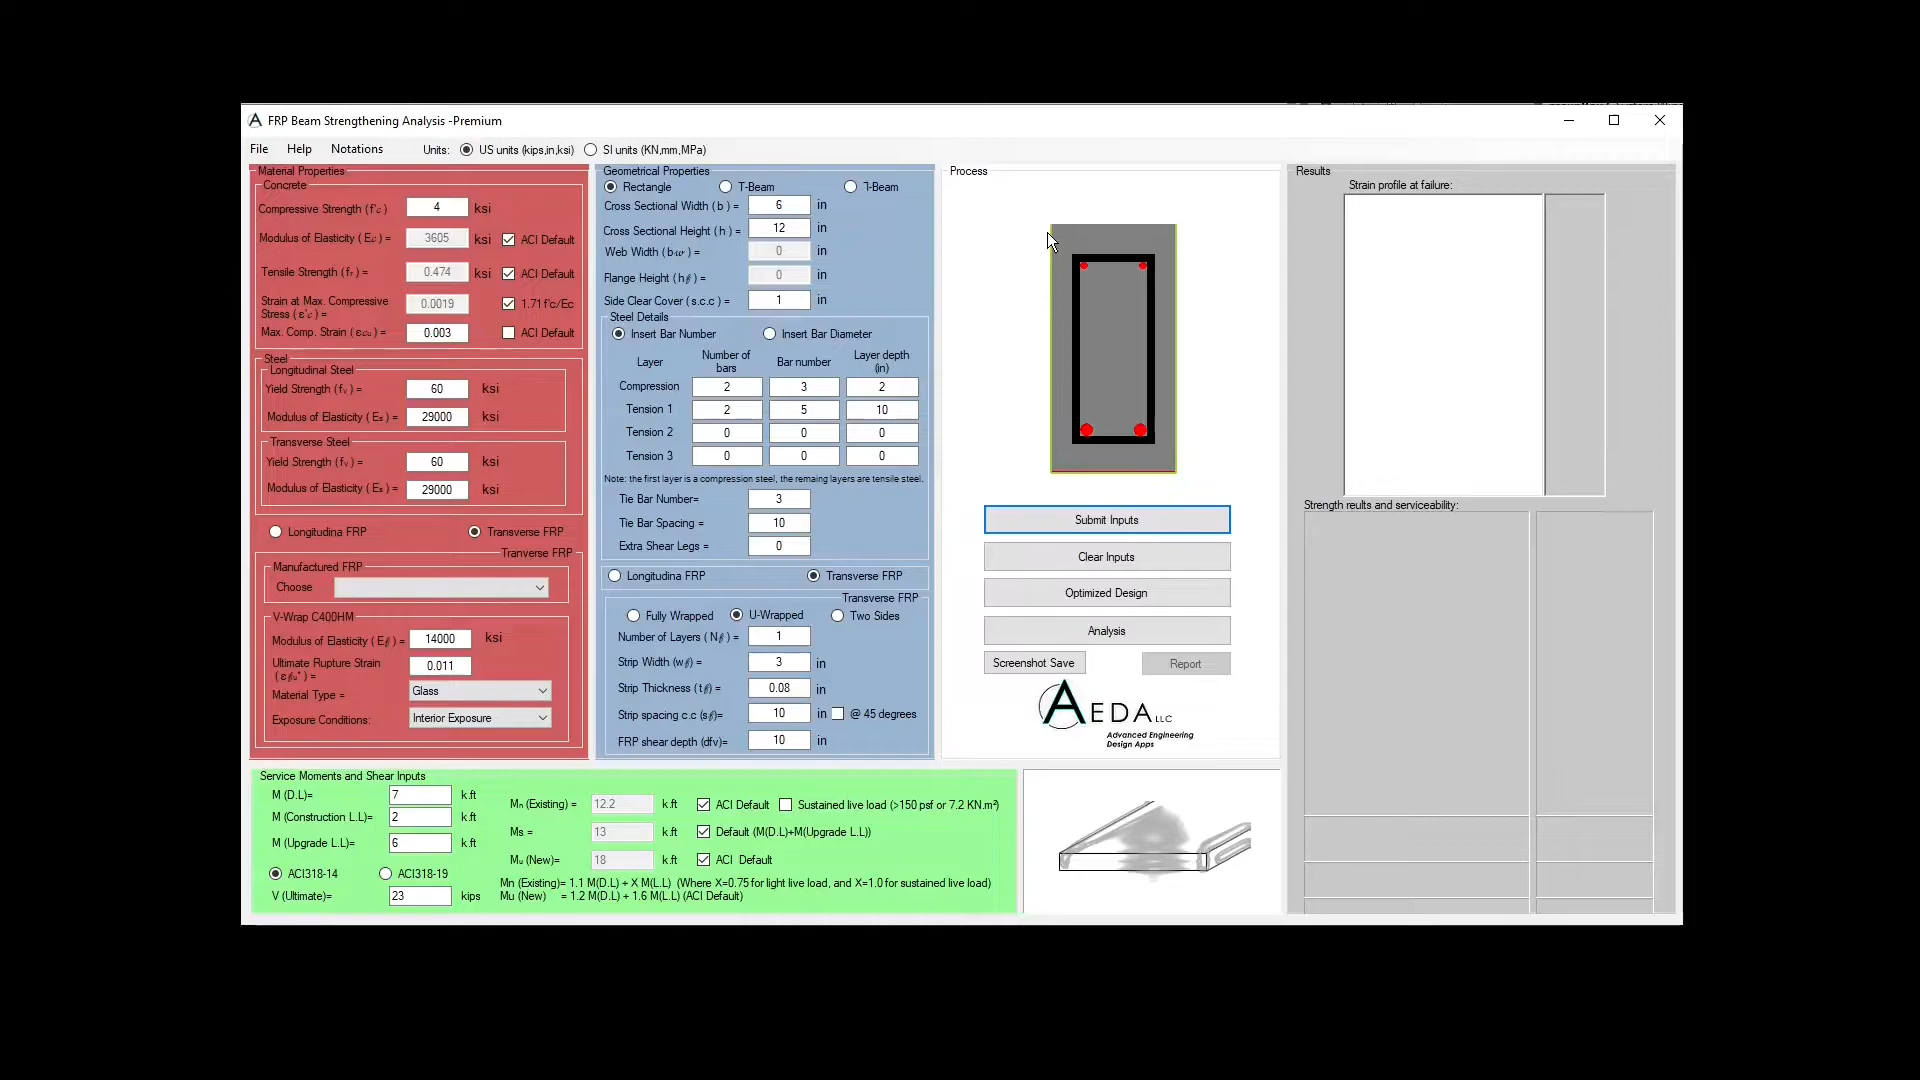 FRP Beam Strengthening Analysis -Premium
File Help Notations Units: US units (kips,in,ksi) SI units (KN,mm,MPa)
Material Properties
Concrete
Compressive Strength (f'c) 4 ksi
Modulus of Elasticity ( Ec ) = 3605 ksi ACI Default
Tensile Strength (fr ) = 0.474 ksi ACI Default
Strain at Max. Compressive
Stress ( ε'c ) = 0.0019 1.71 f'c/Ec
Max. Comp. Strain (εcu ) = 0.003 ACI Default
Steel
Longitudinal Steel
Yield Strength ( fy ) = 60 ksi
Modulus of Elasticity ( Es ) = 29000 ksi
Transverse Steel
Yield Strength ( fy ) = 60 ksi
Modulus of Elasticity ( Es ) = 29000 ksi
Longitudina FRP Transverse FRP
Tranverse FRP
Manufactured FRP
Choose
V-Wrap C400HM
Modulus of Elasticity ( Ef ) = 14000 ksi
Ultimate Rupture Strain
( εfu* ) = 0.011
Material Type = Glass
Exposure Conditions: Interior Exposure
Geometrical Properties
Rectangle T-Beam ꓶ-Beam
Cross Sectional Width ( b ) = 6 in
Cross Sectional Height ( h ) = 12 in
Web Width ( bw ) = 0 in
Flange Height ( hf ) = 0 in
Side Clear Cover ( s.c.c ) = 1 in
Steel Details
Insert Bar Number Insert Bar Diameter
Layer Number of bars Bar number Layer depth (in)
Compression 2 3 2
Tension 1 2 5 10
Tension 2 0 0 0
Tension 3 0 0 0
Note: the first layer is a compression steel, the remaing layers are tensile steel.
Tie Bar Number= 3
Tie Bar Spacing = 10
Extra Shear Legs = 0
Longitudina FRP Transverse FRP
Transverse FRP
Fully Wrapped U-Wrapped Two Sides
Number of Layers ( Nf ) = 1
Strip Width (wf) = 3 in
Strip Thickness ( tf) = 0.08 in
Strip spacing c.c (sf)= 10 in @ 45 degrees
FRP shear depth (dfv)= 10 in
Process
Submit Inputs
Clear Inputs
Optimized Design
Analysis
Screenshot Save Report
AEDA LLC
Advanced Engineering
Design Apps
Results
Strain profile at failure:
Strength reults and serviceability:
Service Moments and Shear Inputs
M (D.L)= 7 k.ft
M (Construction L.L)= 2 k.ft
M (Upgrade L.L)= 6 k.ft
ACI318-14 ACI318-19
V (Ultimate)= 23 kips
Mn (Existing) = 12.2 k.ft ACI Default Sustained live load (>150 psf or 7.2 KN.m²)
Ms = 13 k.ft Default (M(D.L)+M(Upgrade L.L))
Mu (New)= 18 k.ft ACI Default
Mn (Existing)= 1.1 M(D.L) + X M(L.L) (Where X=0.75 for light live load, and X=1.0 for sustained live load)
Mu (New) = 1.2 M(D.L) + 1.6 M(L.L) (ACI Default)